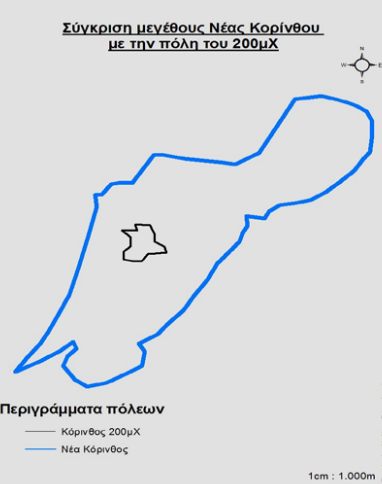 Σύγκριση μεγέθους Νέας Κορίνθου
με την πόλη του 200μΧ
N
W
E
S
Περιγράμματα πόλεων
Κόρινθος 200μΧ
Νέα Κόρινθος
1cm : 1.000m